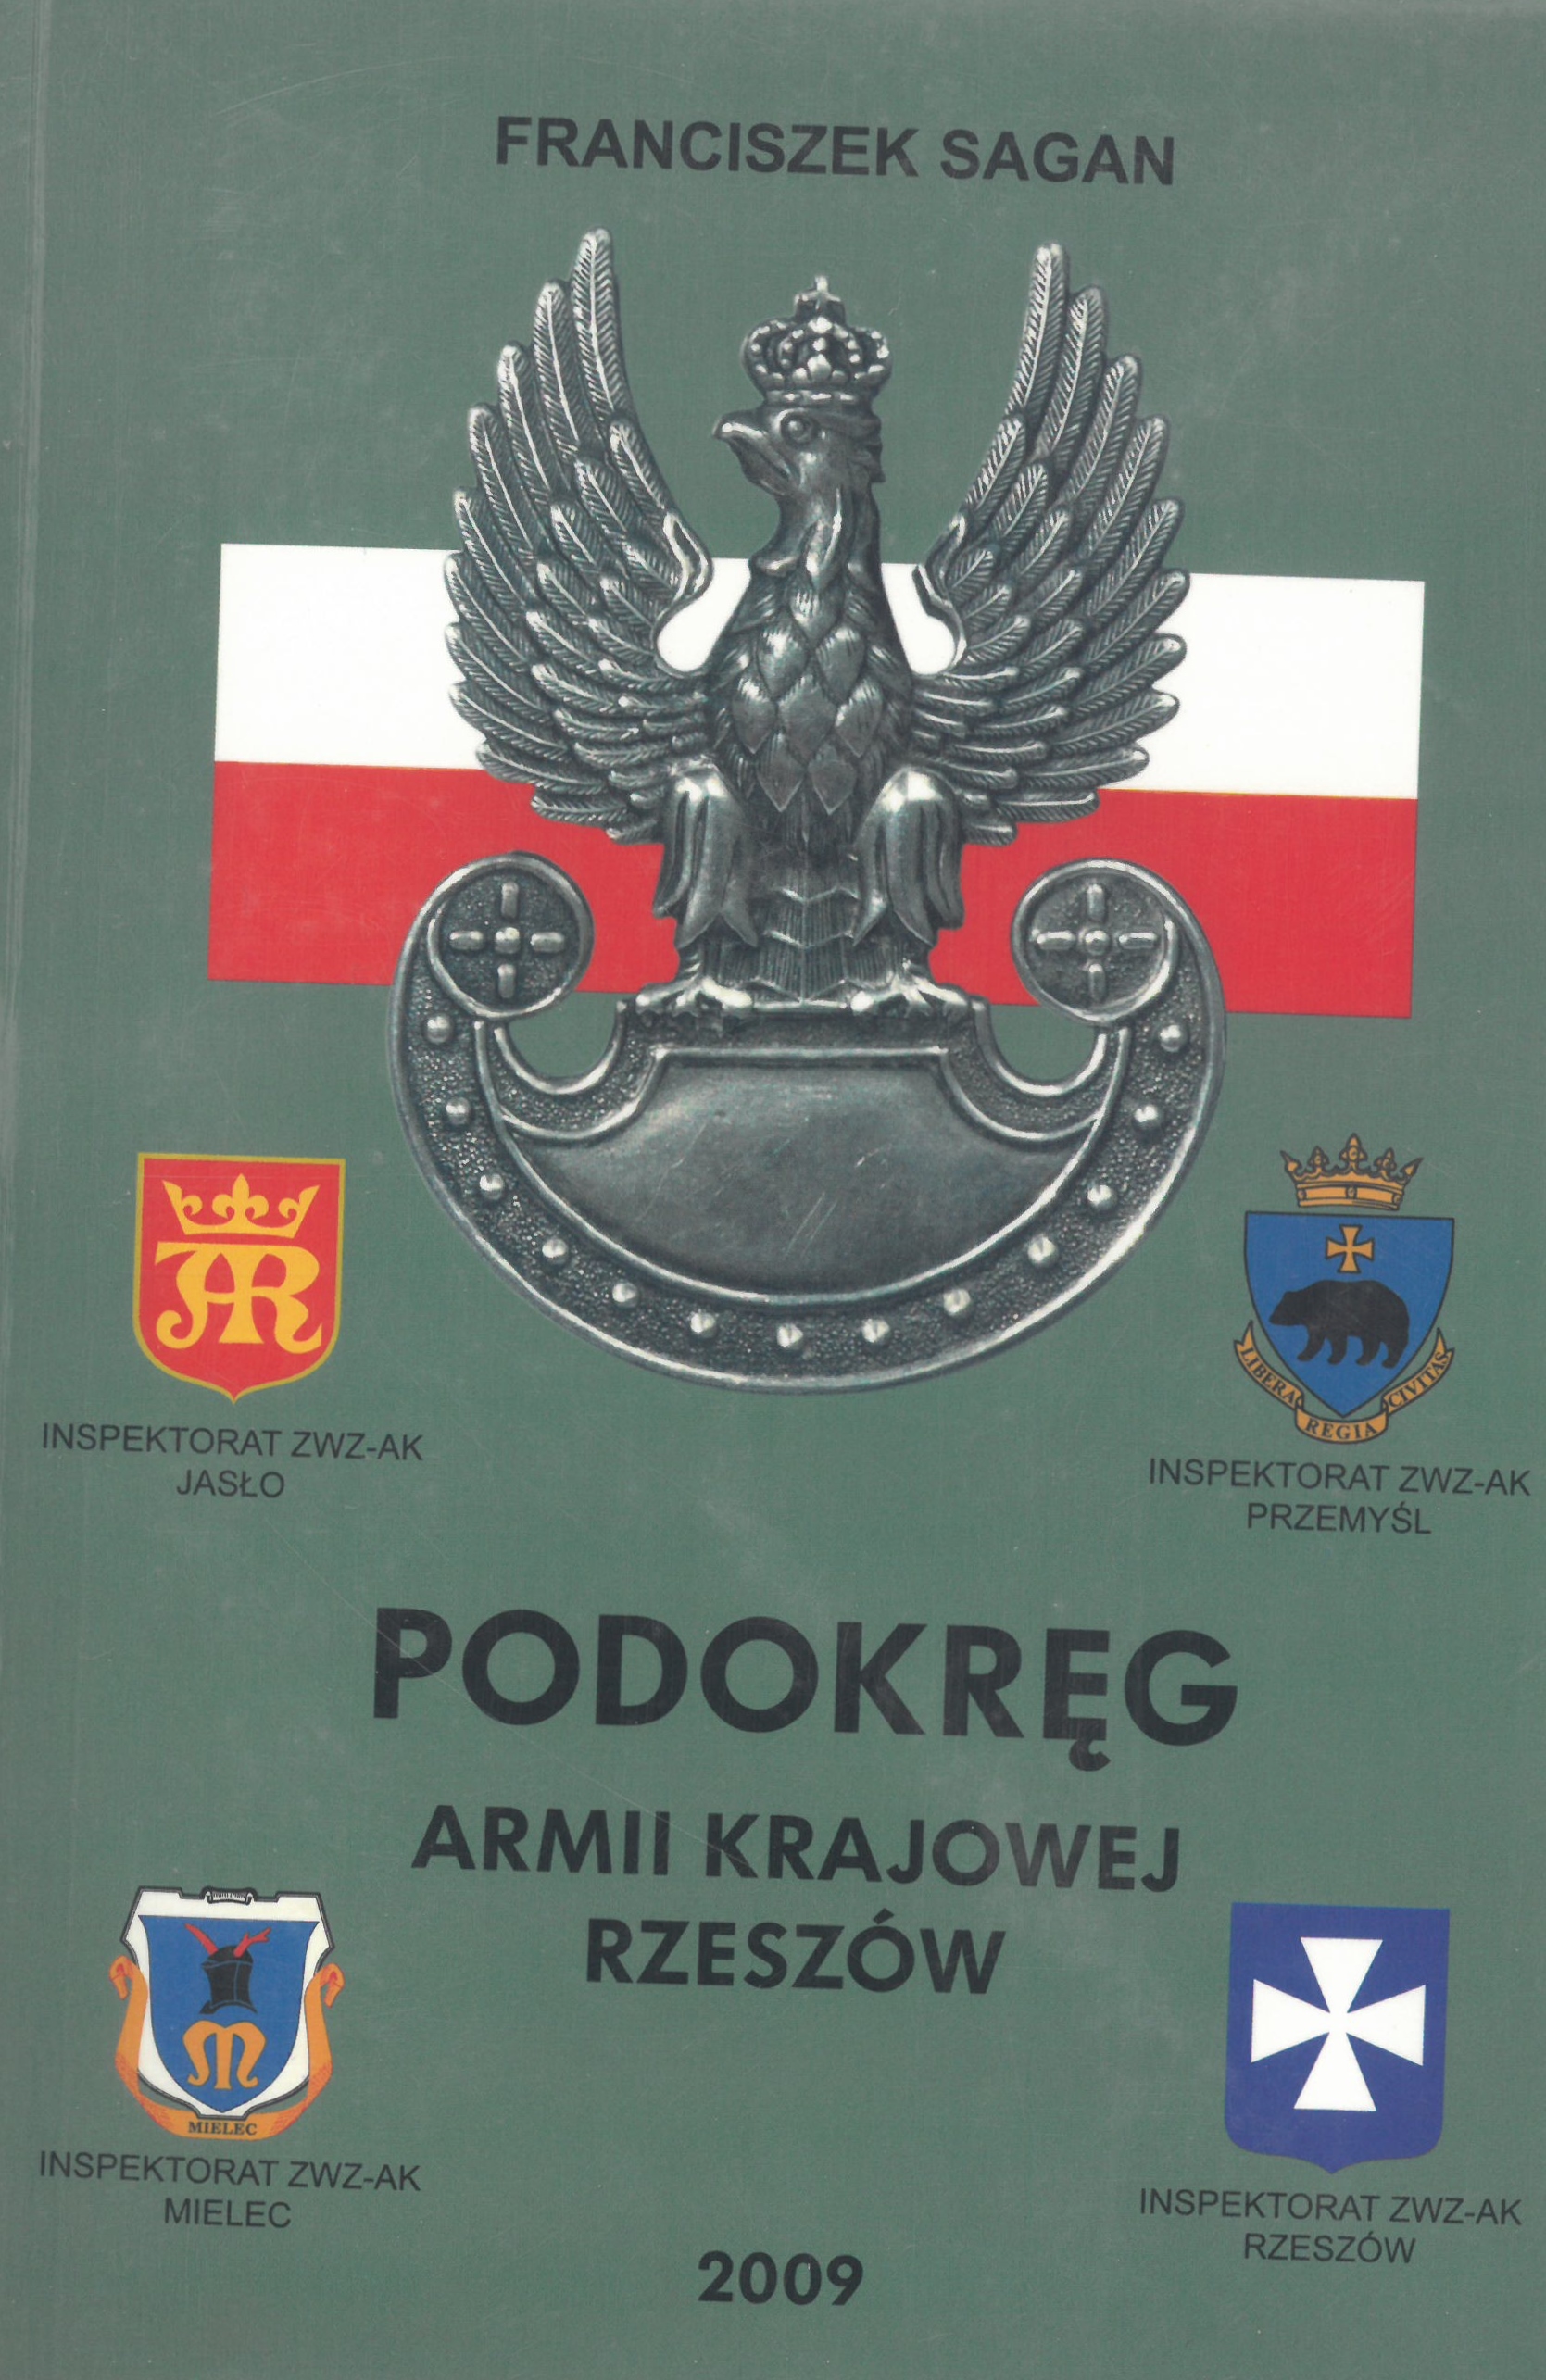 FRANCISZEK SAGAN
AR
LIBERA REGIA CIVITAS
INSPEKTORAT ZWZ-AK
JASŁO
INSPEKTORAT ZWZ-AK
PRZEMYŚL
PODOKRĘG
ARMII KRAJOWEJ
RZESZÓW
M
MIELEC
INSPEKTORAT ZWZ-AK
MIELEC
INSPEKTORAT ZWZ-AK
RZESZÓW
2009